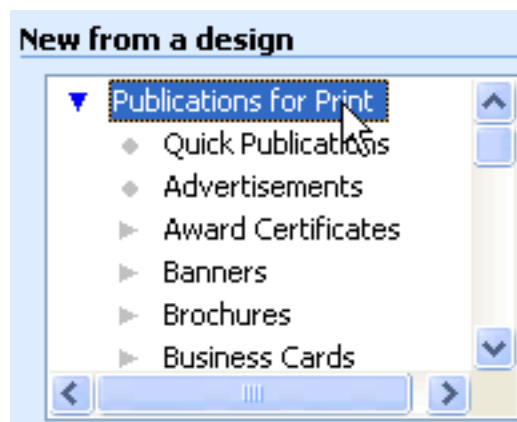 New from a design
Publications for Print
Quick Publications
Advertisements
Award Certificates
Banners
Brochures
Business Cards